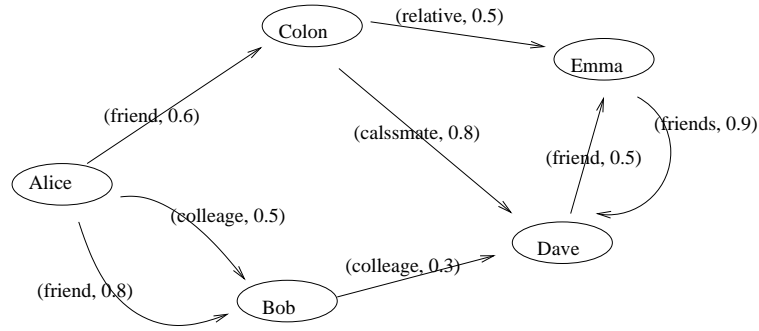 Colon
(relative, 0.5)
Emma
(friend, 0.6)
(calssmate, 0.8)
(friends, 0.9)
(friend, 0.5)
Alice
(colleage, 0.5)
Dave
(colleage, 0.3)
(friend, 0.8)
Bob